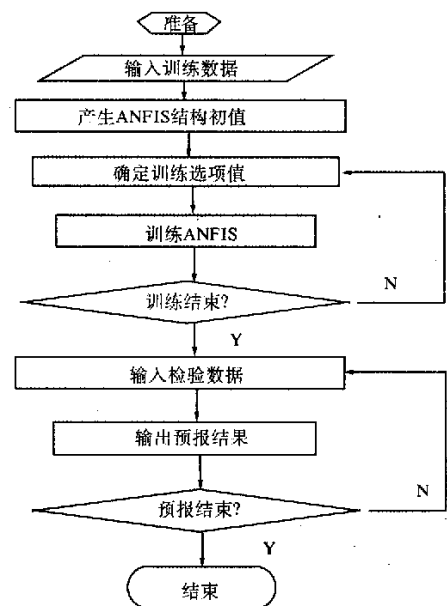 准备
输入训练数据
产生ANFIS结构初值
确定训练选项值
训练ANFIS
训练结束?
N
Y
输入检验数据
输出预报结果
预报结束?
N
Y
结束